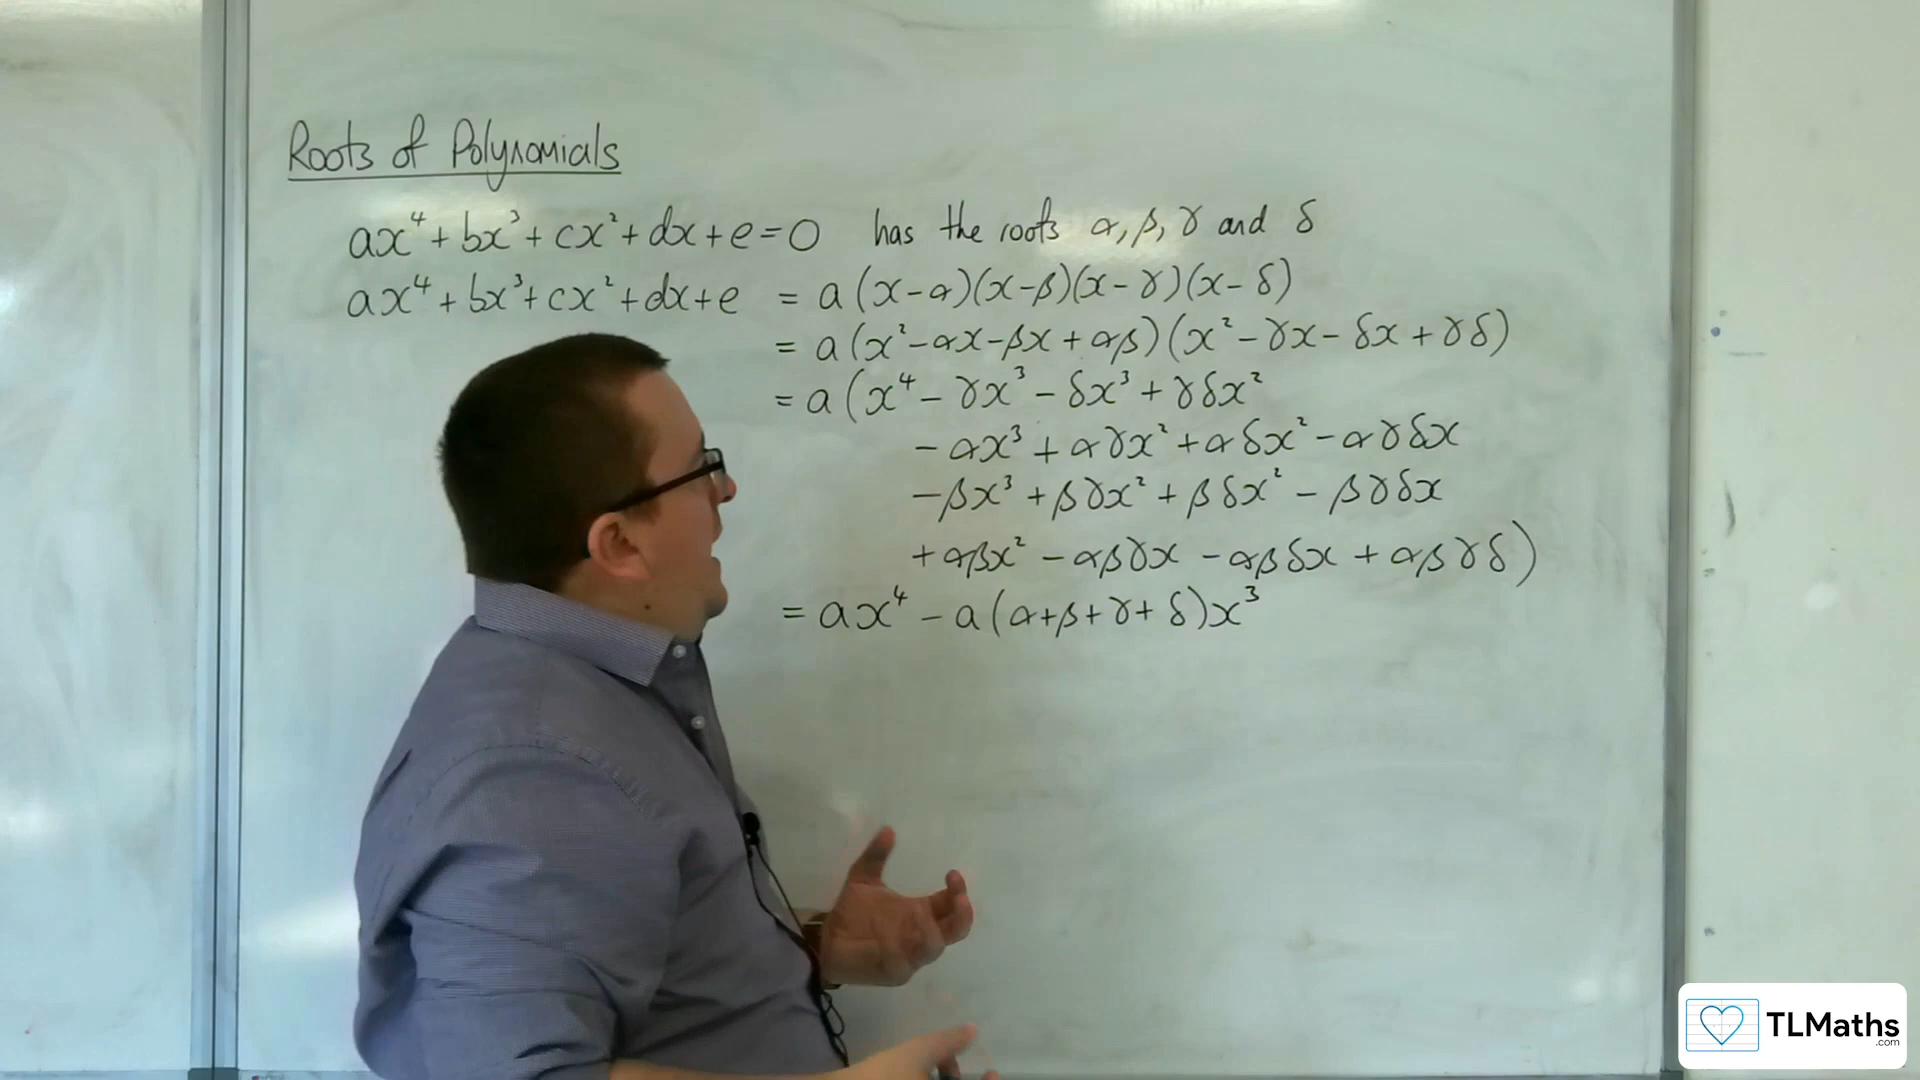 Roots of Polynomials
ax⁴ + bx³ + cx² + dx + e = 0 has the roots α, β, γ and δ
ax⁴ + bx³ + cx² + dx + e = a(x-α)(x-β)(x-γ)(x-δ)
= a(x²-αx-βx+αβ)(x²-γx-δx+γδ)
= a(x⁴ - γx³ - δx³ + γδx²
- αx³ + αγx² + αδx² - αγδx
- βx³ + βγx² + βδx² - βγδx
+ αβx² - αβγx - αβδx + αβγδ)
= ax⁴ - a(α+β+γ+δ)x³
TLMaths
.com